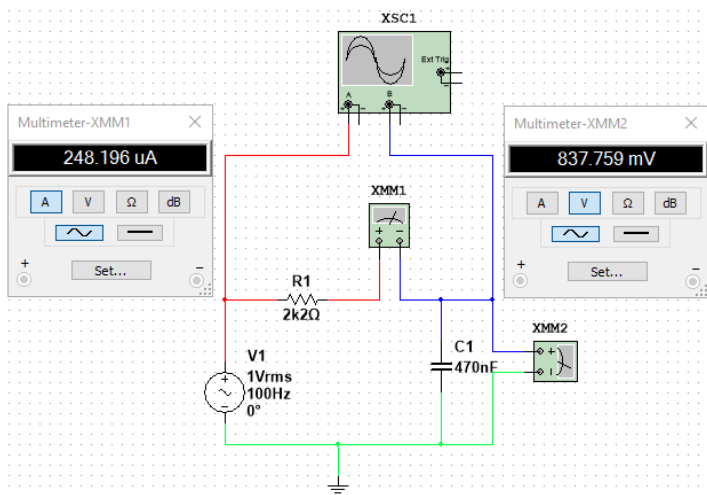 XSC1
Ext Trig
+
−
A
B
+ − + −
Multimeter-XMM1 ×
248.196 uA
A V Ω dB
Set...
+ −
Multimeter-XMM2 ×
837.759 mV
A V Ω dB
Set...
+ −
XMM1
+ −
R1
2k2Ω
XMM2
+
C1
470nF
V1
1Vrms
100Hz
0°
+
−